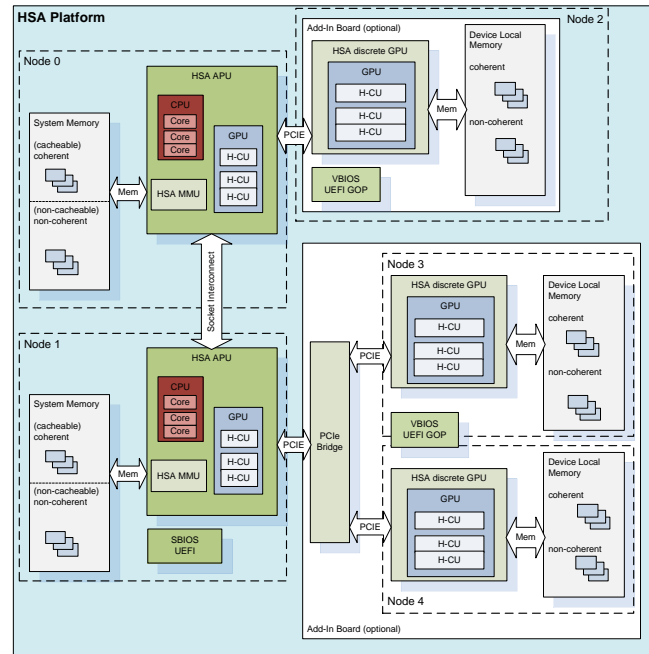 HSA Platform
Node 0
HSA APU
CPU
Core
Core
Core
GPU
H-CU
H-CU
H-CU
HSA MMU
System Memory
(cacheable)
coherent
(non-cacheable)
non-coherent
Mem
PCIE
Node 2
Add-In Board (optional)
HSA discrete GPU
GPU
H-CU
H-CU
H-CU
VBIOS
UEFI GOP
Mem
Device Local
Memory
coherent
non-coherent
Socket Interconnect
Node 1
HSA APU
CPU
Core
Core
Core
GPU
H-CU
H-CU
H-CU
HSA MMU
System Memory
(cacheable)
coherent
(non-cacheable)
non-coherent
Mem
SBIOS
UEFI
PCIE
PCIe
Bridge
PCIE
Node 3
HSA discrete GPU
GPU
H-CU
H-CU
H-CU
VBIOS
UEFI GOP
Mem
Device Local
Memory
coherent
non-coherent
PCIE
HSA discrete GPU
GPU
H-CU
H-CU
H-CU
Mem
Device Local
Memory
coherent
non-coherent
Node 4
Add-In Board (optional)